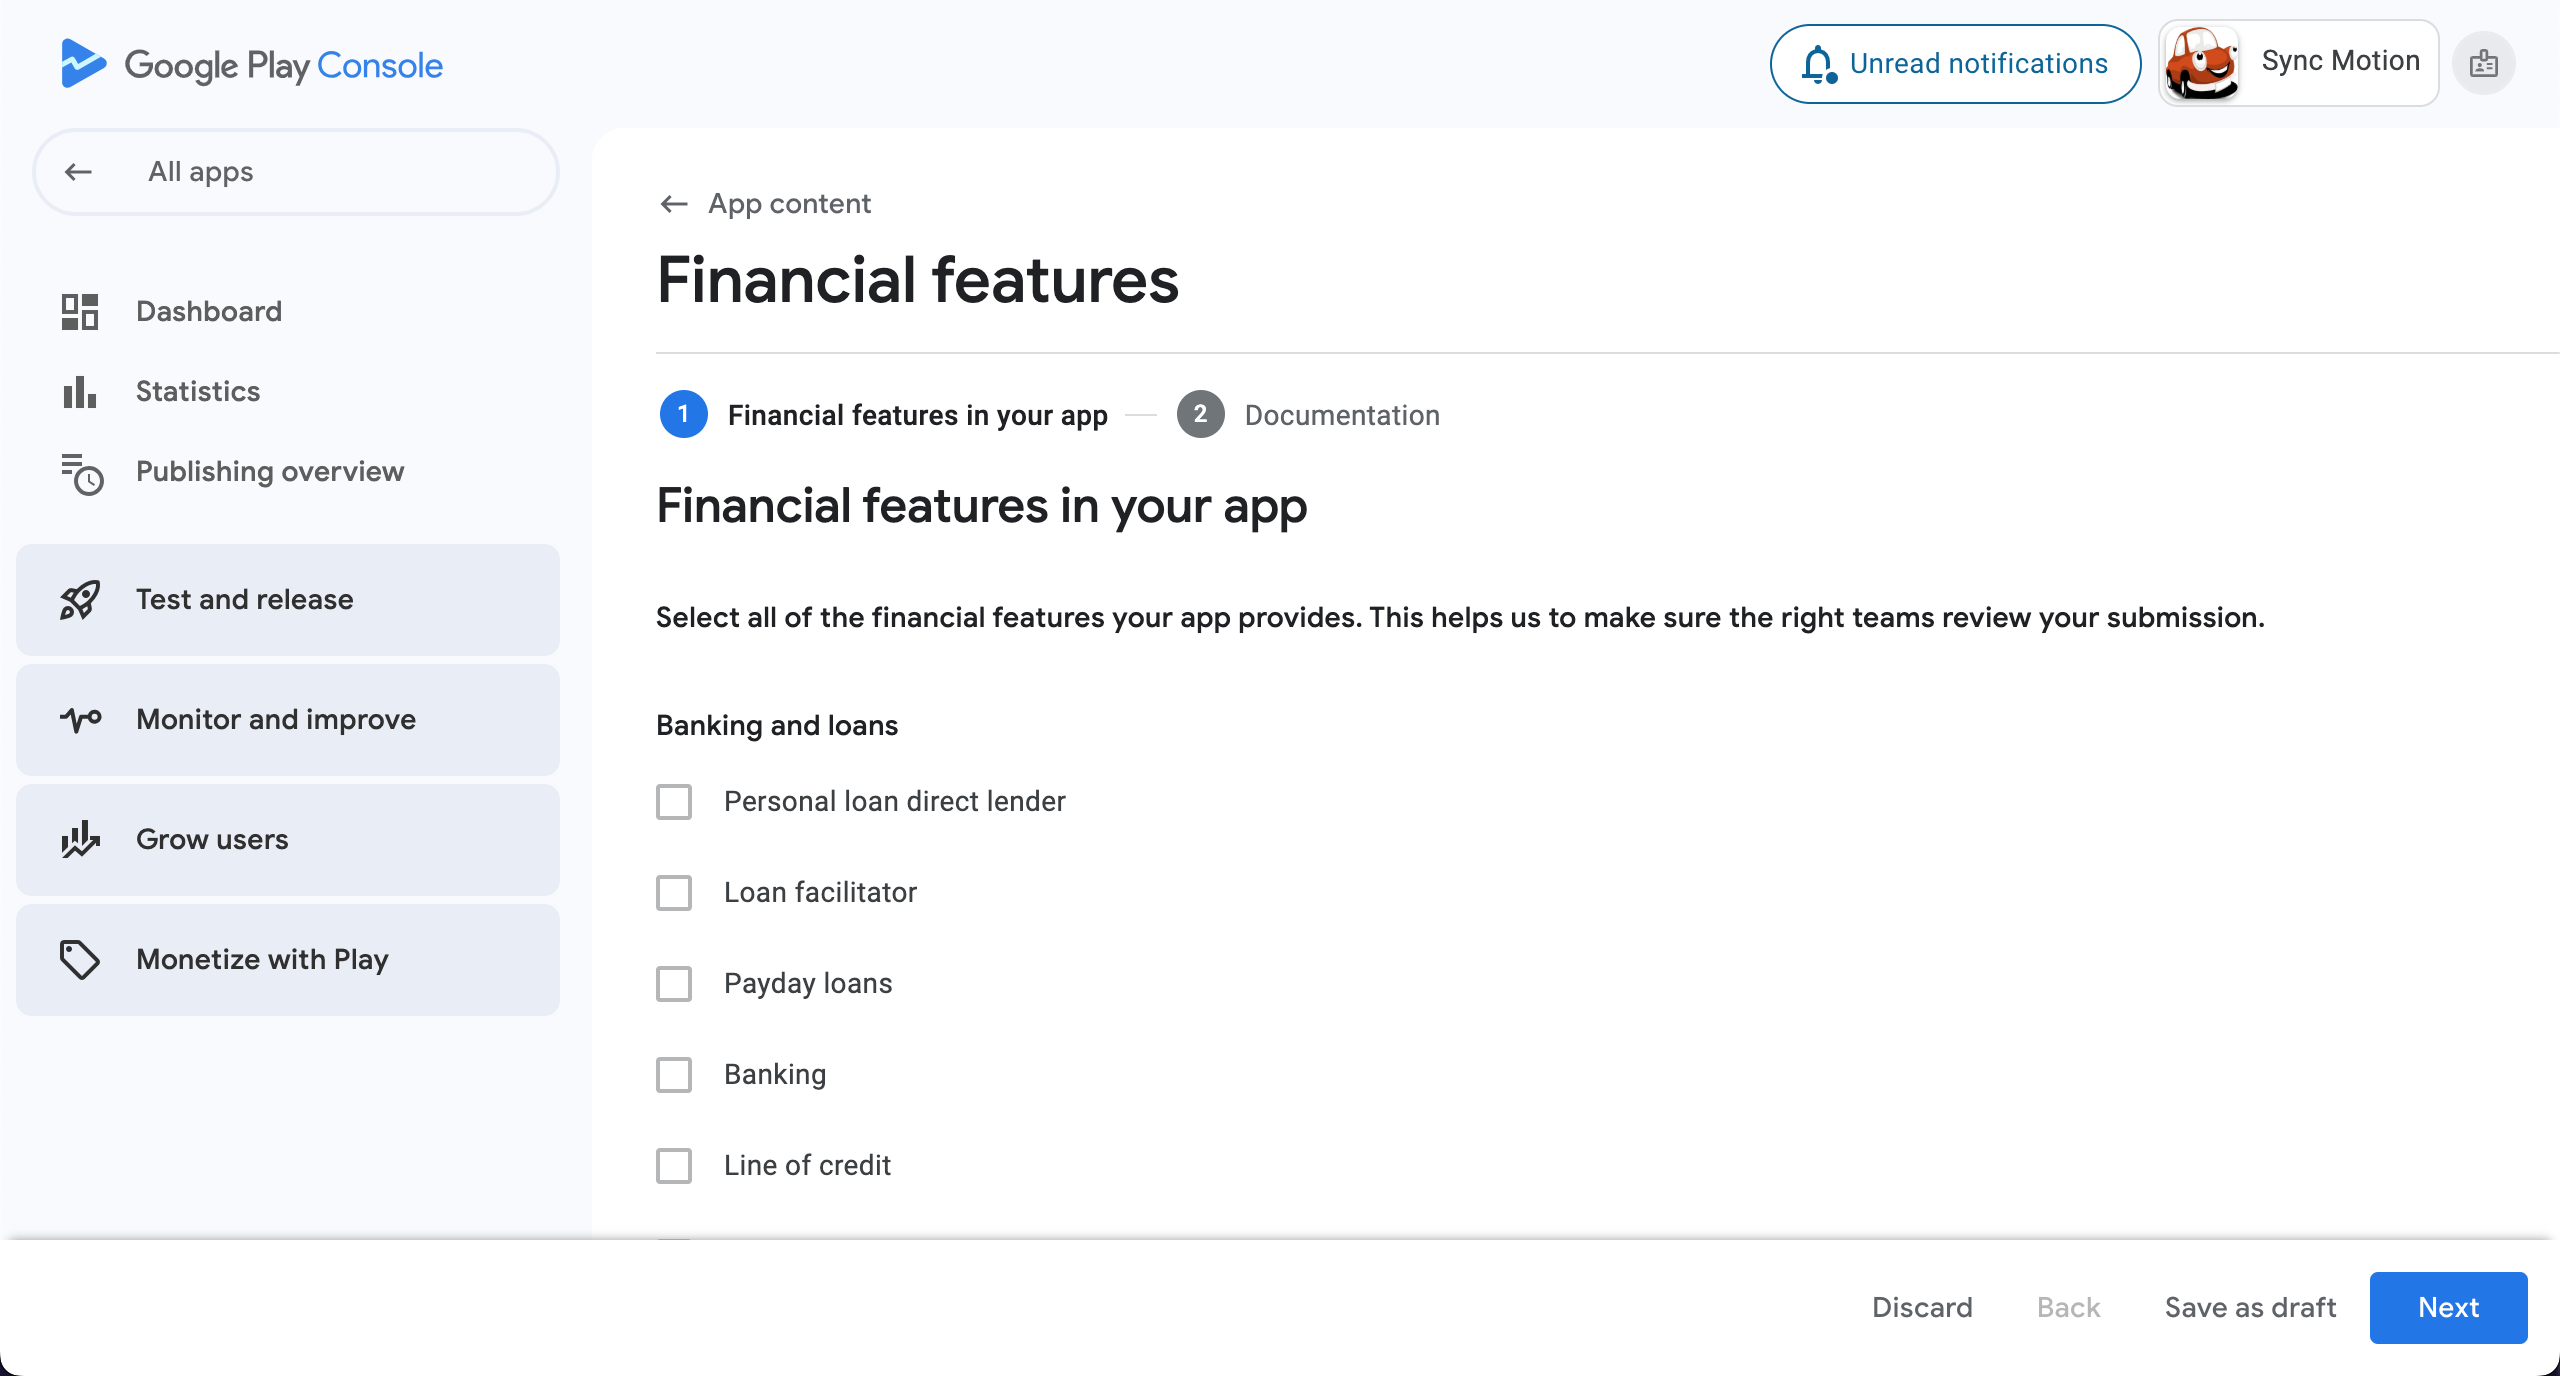 Google Play Console
Unread notifications
Sync Motion
All apps
Dashboard
Statistics
Publishing overview
Test and release
Monitor and improve
Grow users
Monetize with Play
App content
Financial features
1 Financial features in your app
2 Documentation
Financial features in your app
Select all of the financial features your app provides. This helps us to make sure the right teams review your submission.
Banking and loans
Personal loan direct lender
Loan facilitator
Payday loans
Banking
Line of credit
Discard
Back
Save as draft
Next